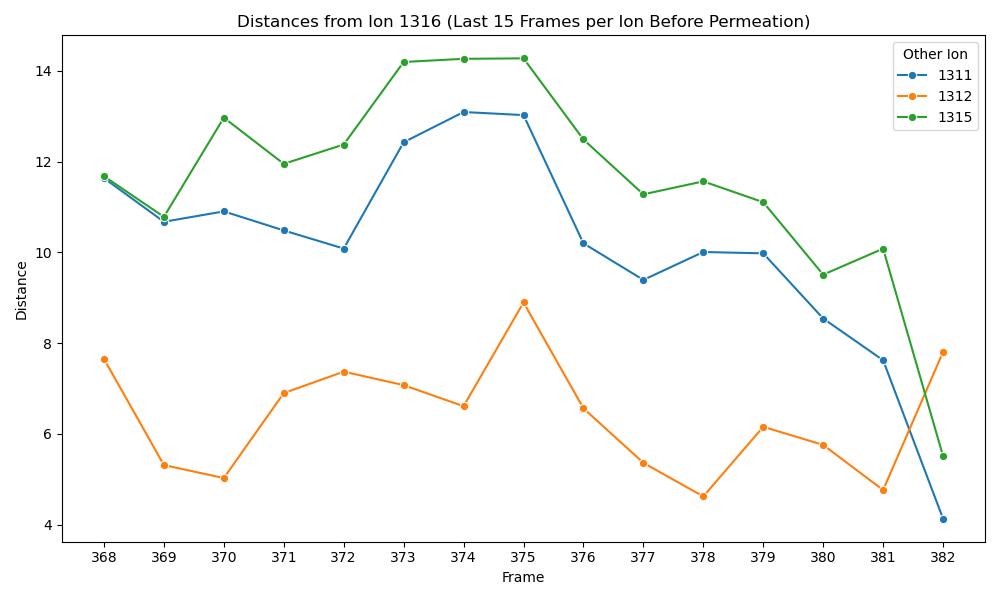 Distances from Ion 1316 (Last 15 Frames per Ion Before Permeation)
Other Ion
1311
1312
1315
Distance
14
12
10
8
6
4
368 369 370 371 372 373 374 375 376 377 378 379 380 381 382
Frame